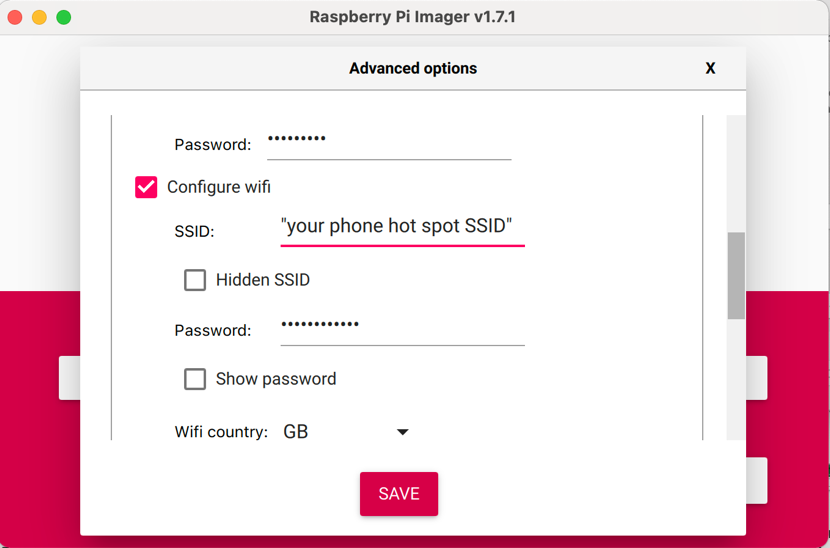 Raspberry Pi Imager v1.7.1
Advanced options
X
Password: •••••••••
Configure wifi
SSID: "your phone hot spot SSID"
Hidden SSID
Password: ••••••••••••
Show password
Wifi country: GB
SAVE